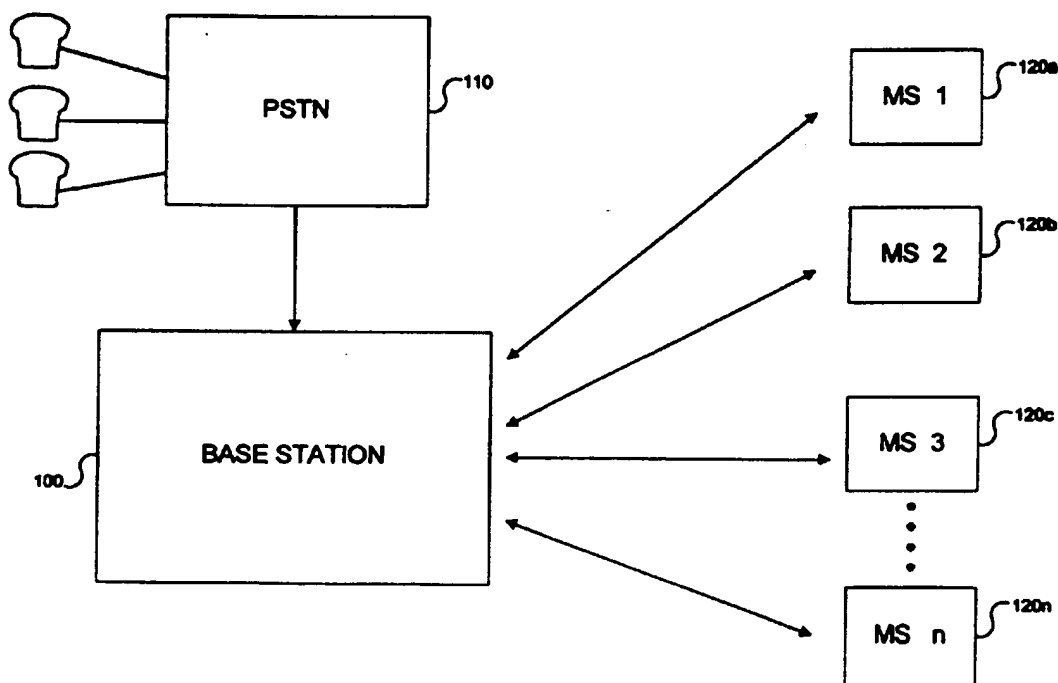 PSTN
110
MS 1
120a
MS 2
120b
BASE STATION
100
MS 3
120c
MS n
120n